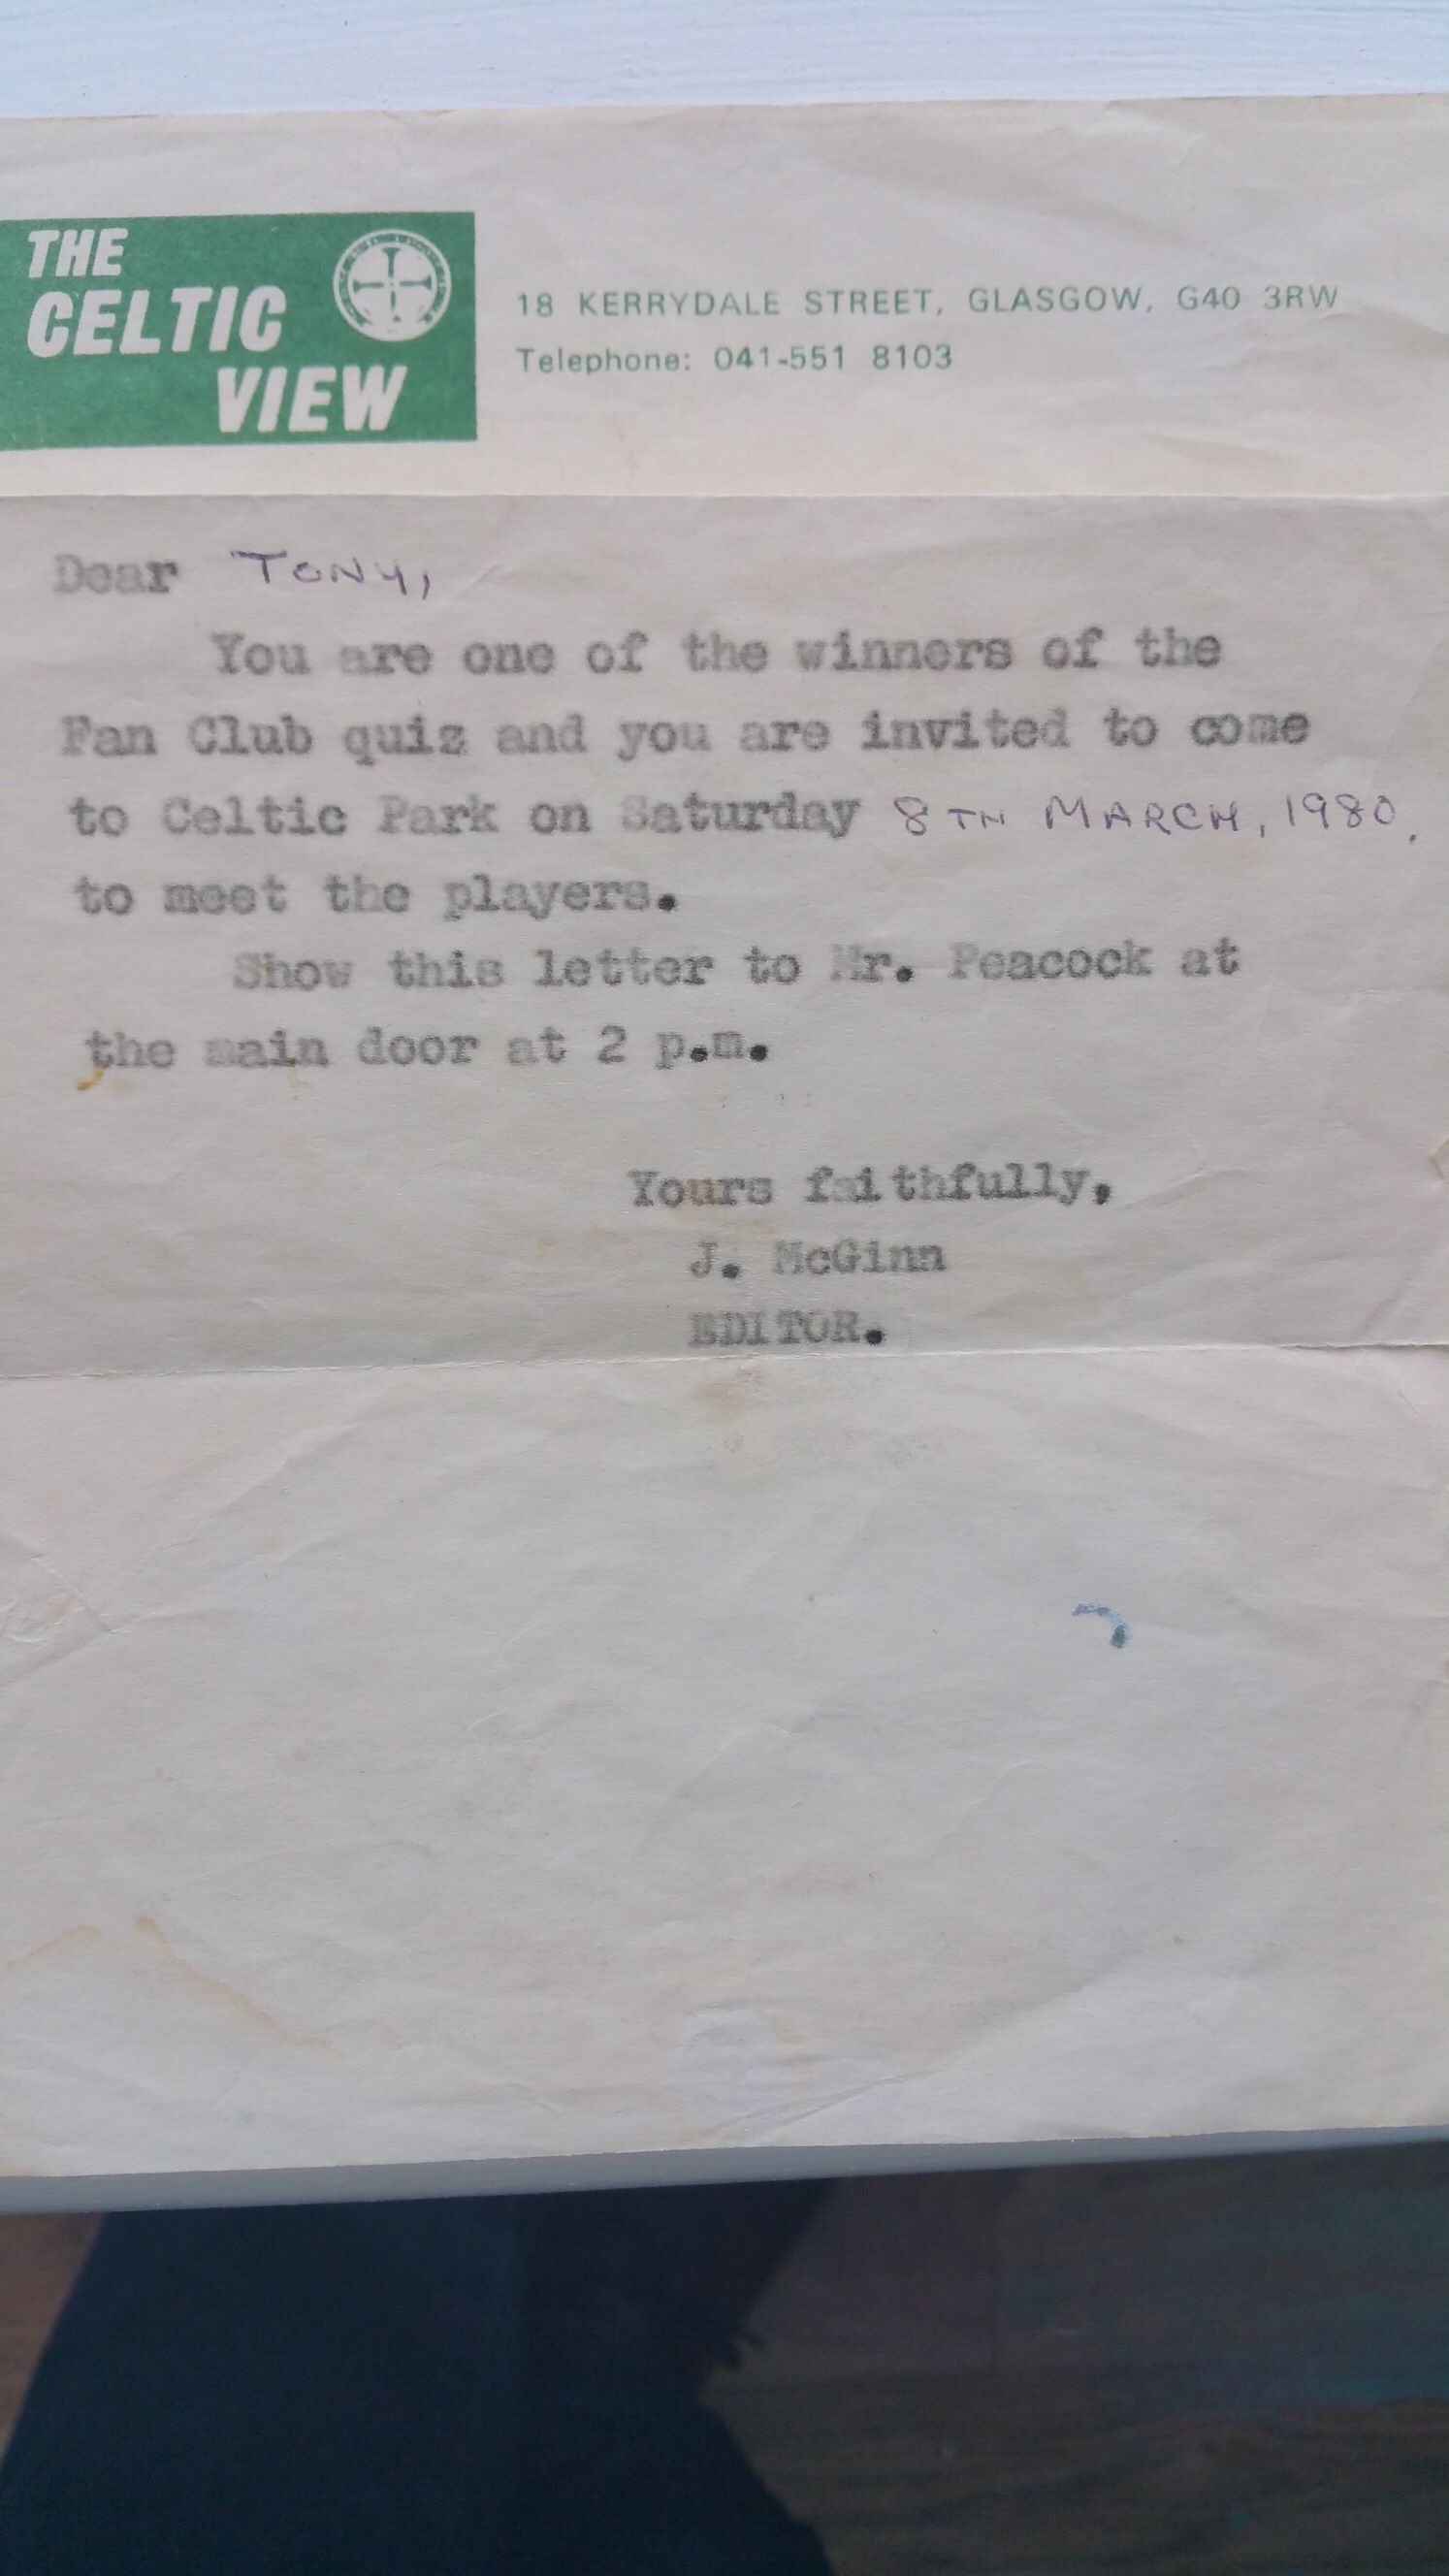 THE
CELTIC
VIEW
18 KERRYDALE STREET, GLASGOW, G40 3RW
Telephone: 041-551 8103
Dear TONY,
You are one of the winners of the
Fan Club quiz and you are invited to come
to Celtic Park on Saturday 8TH MARCH, 1980.
to meet the players.
Show this letter to Mr. Peacock at
the main door at 2 p.m.
Yours faithfully,
J. McGinn
EDITOR.